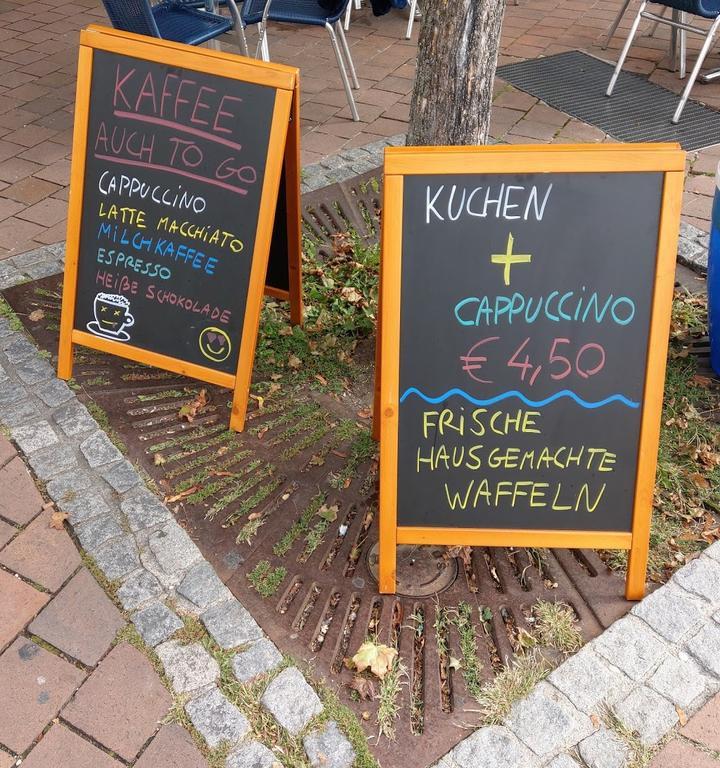 KAFFEE
AUCH TO GO
CAPPUCCINO
LATTE MACCHIATO
MILCHKAFFEE
ESPRESSO
HEIßE SCHOKOLADE
KUCHEN
+
CAPPUCCINO
€ 4,50
FRISCHE
HAUSGEMACHTE
WAFFELN